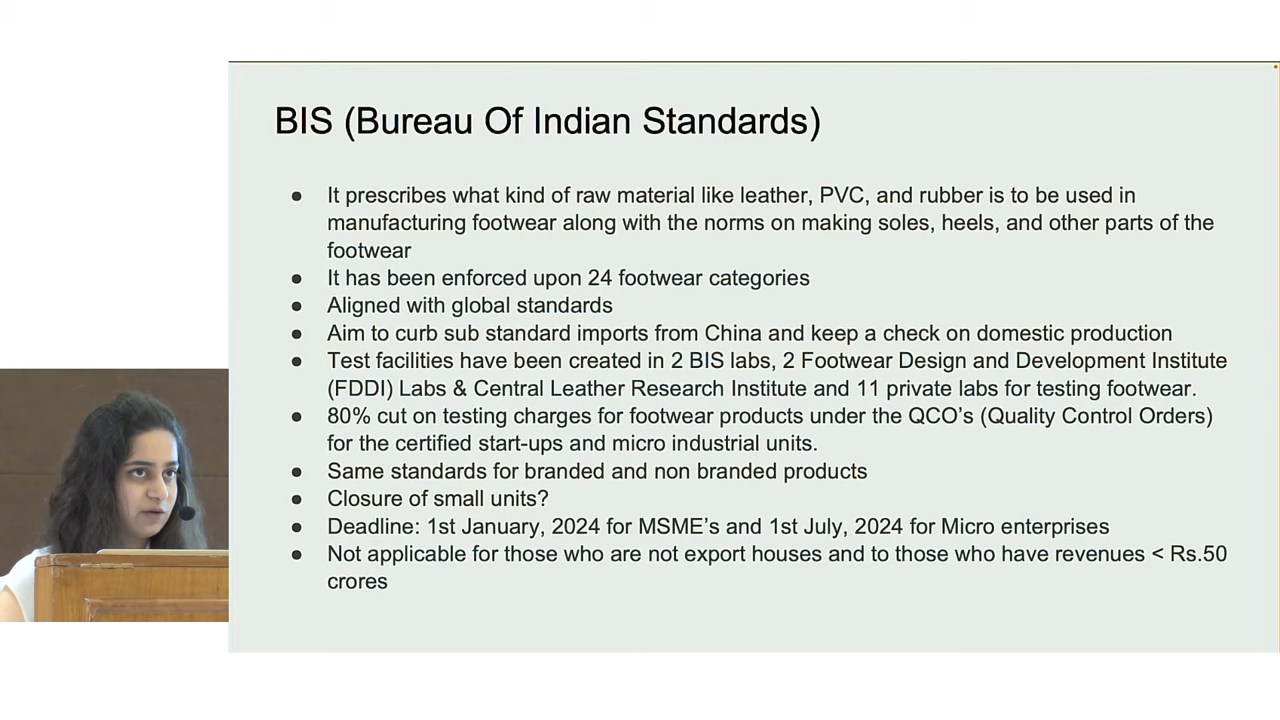 BIS (Bureau Of Indian Standards)
● It prescribes what kind of raw material like leather, PVC, and rubber is to be used in
manufacturing footwear along with the norms on making soles, heels, and other parts of the
footwear
● It has been enforced upon 24 footwear categories
● Aligned with global standards
● Aim to curb sub standard imports from China and keep a check on domestic production
● Test facilities have been created in 2 BIS labs, 2 Footwear Design and Development Institute
(FDDI) Labs & Central Leather Research Institute and 11 private labs for testing footwear.
● 80% cut on testing charges for footwear products under the QCO's (Quality Control Orders)
for the certified start-ups and micro industrial units.
● Same standards for branded and non branded products
● Closure of small units?
● Deadline: 1st January, 2024 for MSME's and 1st July, 2024 for Micro enterprises
● Not applicable for those who are not export houses and to those who have revenues < Rs.50
crores